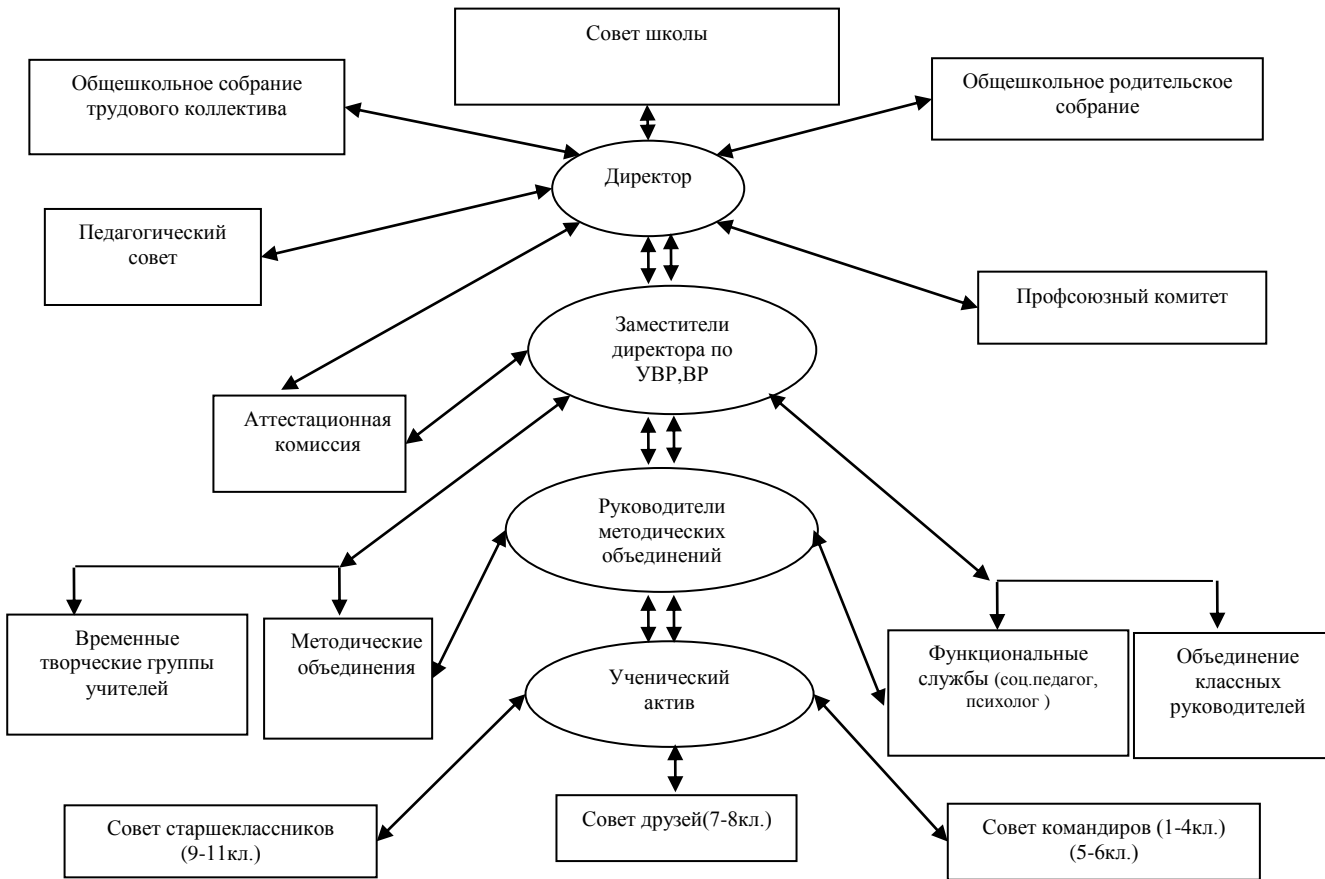 Совет школы
Общешкольное собрание
трудового коллектива
Общешкольное родительское
собрание
Директор
Педагогический
совет
Профсоюзный комитет
Заместители
директора по
УВР,ВР
Аттестационная
комиссия
Руководители
методических
объединений
Временные
творческие группы
учителей
Методические
объединения
Ученический
актив
Функциональные
службы (соц.педагог,
психолог )
Объединение
классных
руководителей
Совет старшеклассников
(9-11кл.)
Совет друзей(7-8кл.)
Совет командиров (1-4кл.)
(5-6кл.)